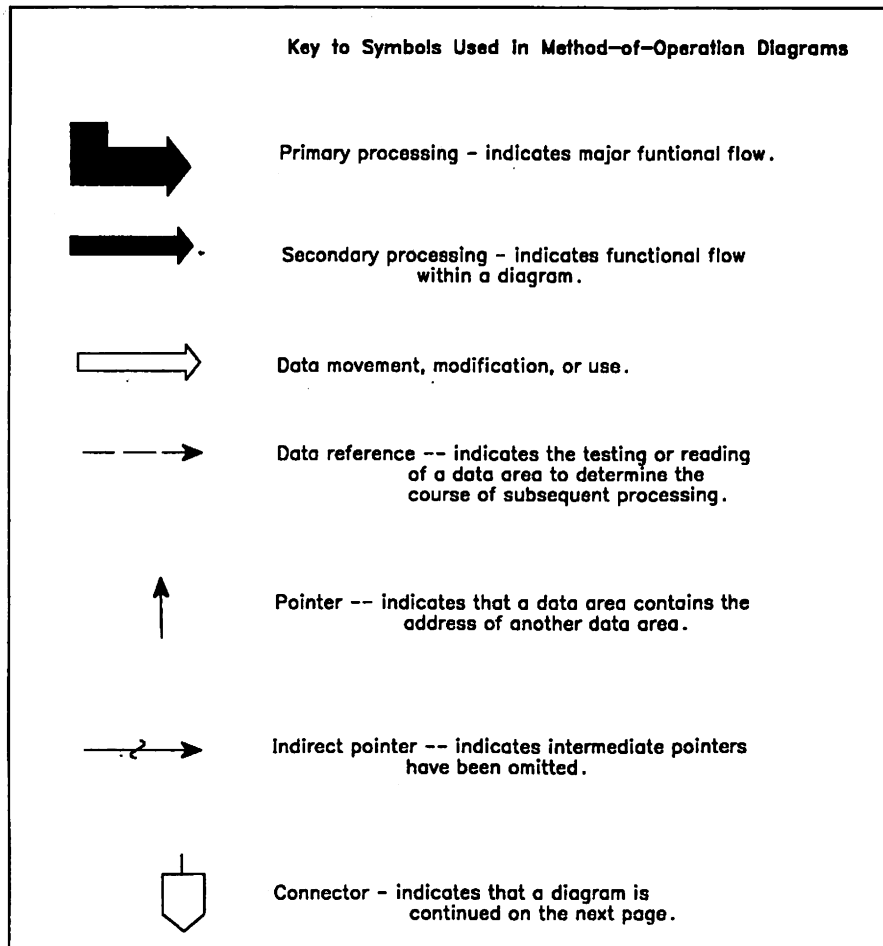 Key to Symbols Used in Method-of-Operation Diagrams
Primary processing - indicates major funtional flow.
Secondary processing - indicates functional flow
within a diagram.
Data movement, modification, or use.
Data reference -- indicates the testing or reading
of a data area to determine the
course of subsequent processing.
Pointer -- indicates that a data area contains the
address of another data area.
Indirect pointer -- indicates intermediate pointers
have been omitted.
Connector - indicates that a diagram is
continued on the next page.